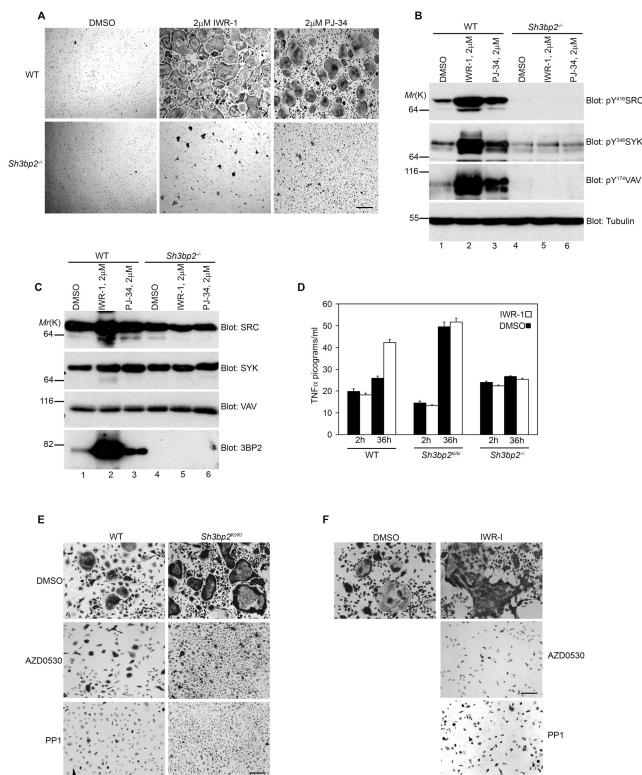 A
DMSO
2μM IWR-1
2μM PJ-34
WT
Sh3bp2-/-
B
WT
Sh3bp2-/-
DMSO
IWR-1, 2μM
PJ-34, 2μM
DMSO
IWR-1, 2μM
PJ-34, 2μM
Mr(K)
64
Blot: pY416SRC
64
Blot: pY346SYK
116
Blot: pY174VAV
55
Blot: Tubulin
1 2 3 4 5 6
C
WT
Sh3bp2-/-
DMSO
IWR-1, 2μM
PJ-34, 2μM
DMSO
IWR-1, 2μM
PJ-34, 2μM
Mr(K)
64
Blot: SRC
64
Blot: SYK
116
Blot: VAV
82
Blot: 3BP2
1 2 3 4 5 6
D
IWR-1
DMSO
TNFα picograms/ml
60
50
40
30
20
10
0
2h 36h 2h 36h 2h 36h
WT Sh3bp2ki/ki Sh3bp2-/-
E
WT
Sh3bp2KI/KI
DMSO
AZD0530
PP1
F
DMSO
IWR-I
AZD0530
PP1